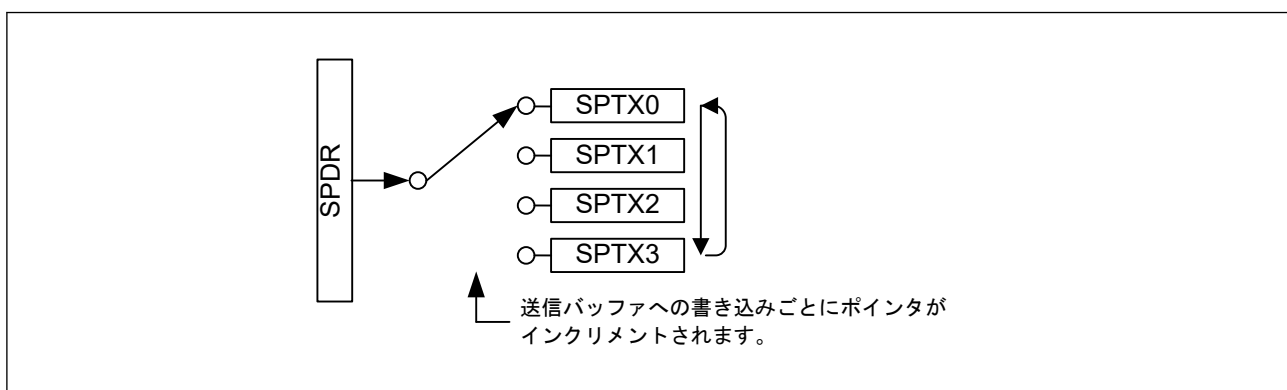 SPDR
SPTX0
SPTX1
SPTX2
SPTX3
送信バッファへの書き込みごとにポインタが
インクリメントされます。